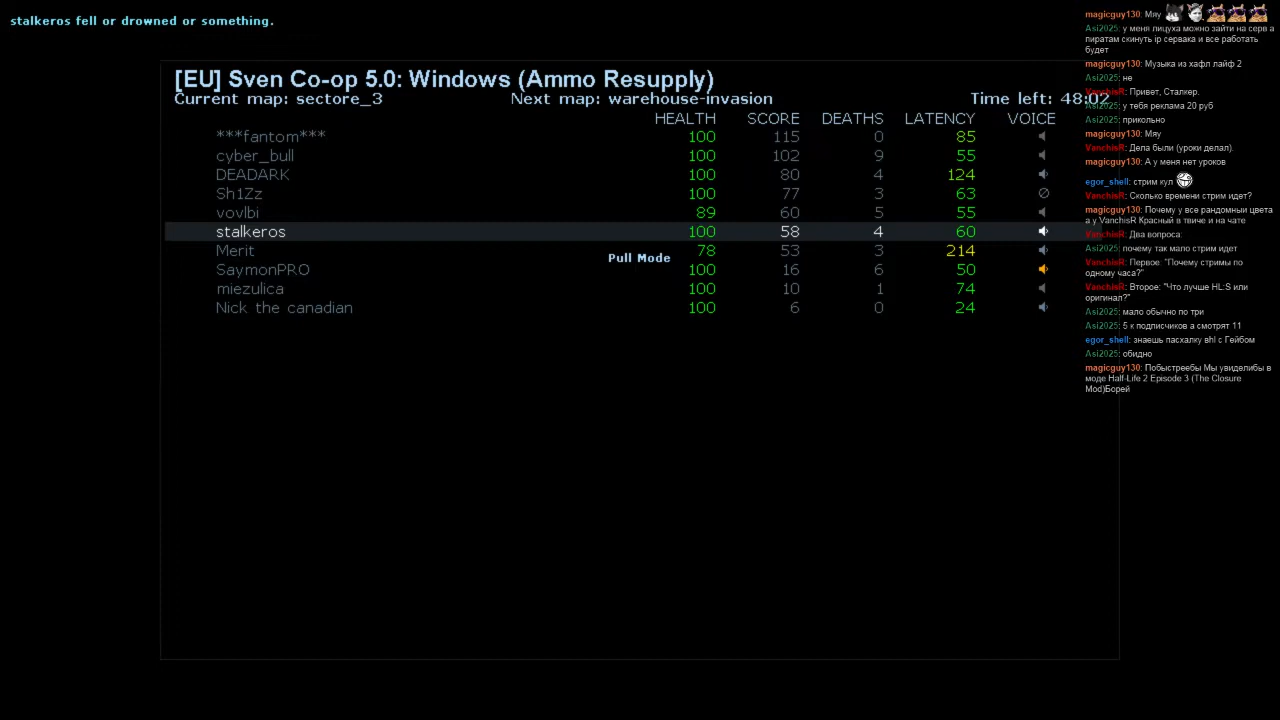 stalkeros fell or drowned or something.
[EU] Sven Co-op 5.0: Windows (Ammo Resupply)
Current map: sectore_3 Next map: warehouse-invasion Time left: 48:02
HEALTH SCORE DEATHS LATENCY VOICE
***fantom*** 100 115 0 85
cyber_bull 100 102 9 55
DEADARK 100 80 4 124
Sh1Zz 100 77 3 63
vovlbi 89 60 5 55
stalkeros 100 58 4 60
Merit 78 53 3 214
Pull Mode
SaymonPRO 100 16 6 50
miezulica 100 10 1 74
Nick the canadian 100 6 0 24
magicguy130: Мяу
Asi2025: у меня лицуха можно зайти на серв а
пиратам скинуть ip сервака и все работать
будет
magicguy130: Музыка из хафл лайф 2
Asi2025: не
VanchisR: Привет, Сталкер.
Asi2025: у тебя реклама 20 руб
Asi2025: прикольно
magicguy130: Мяу
VanchisR: Дела были (уроки делал).
magicguy130: А у меня нет уроков
egor_shell: стрим кул
VanchisR: Сколько времени стрим идет?
magicguy130: Почему у все рандомныи цвета
а у VanchisR Красный в твиче и на чате
VanchisR: Два вопроса:
Asi2025: почему так мало стрим идет
VanchisR: Первое: "Почему стримы по
одному часа?"
VanchisR: Второе: "Что лучше HL:S или
оригинал?"
Asi2025: мало обычно по три
Asi2025: 5 к подписчиков а смотрят 11
egor_shell: знаешь пасхалку вhl с Гейбом
Asi2025: обидно
magicguy130: Побыстреебы Мы увиделибы в
моде Half-Life 2 Episode 3 (The Closure
Mod)Борей